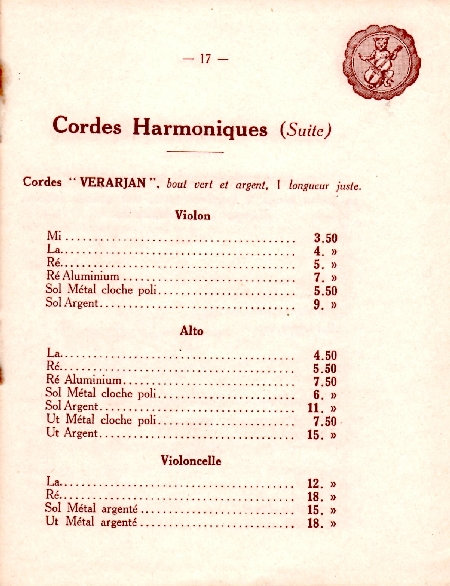 — 17 —
Cordes Harmoniques (Suite)
Cordes " VERARJAN ", bout vert et argent, 1 longueur juste.
Violon
Mi ........................................ 3.50
La......................................... 4. »
Ré......................................... 5. »
Ré Aluminium .............................. 7. »
Sol Métal cloche poli...................... 5.50
Sol Argent................................. 9. »
Alto
La......................................... 4.50
Ré......................................... 5.50
Ré Aluminium............................... 7.50
Sol Métal cloche poli...................... 6. »
Sol Argent................................. 11. »
Ut Métal cloche poli ...................... 7.50
Ut Argent.................................. 15. »
Violoncelle
La......................................... 12. »
Ré......................................... 18. »
Sol Métal argenté ......................... 15. »
Ut Métal argenté .......................... 18. »